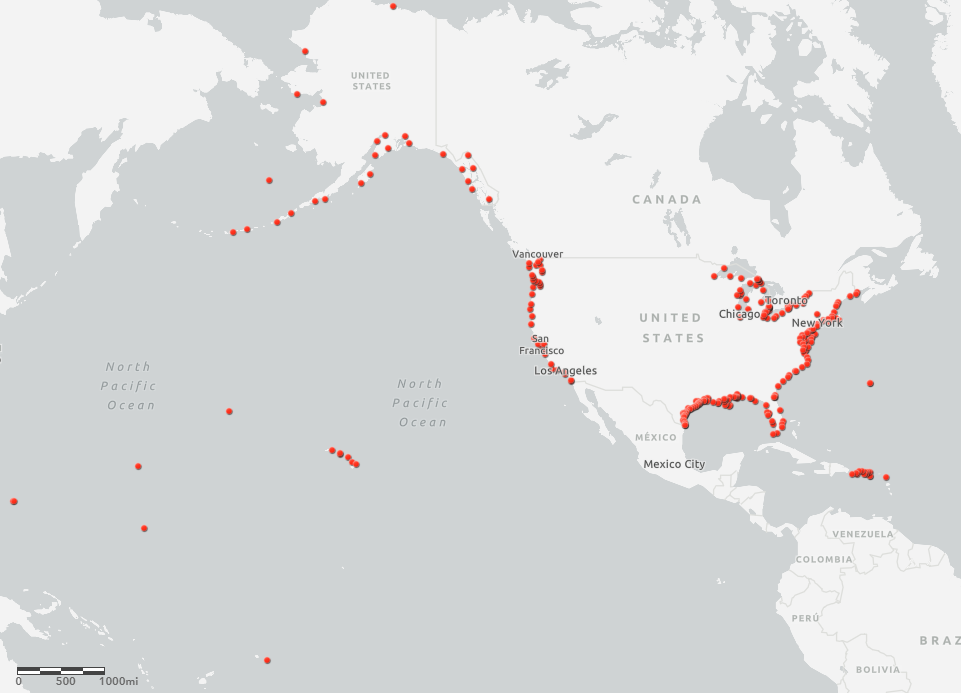 UNITED
STATES
CANADA
Vancouver
Toronto
Chicago
New York
UNITED
STATES
San
Francisco
Los Angeles
North
Pacific
Ocean
North
Pacific
Ocean
MÉXICO
Mexico City
VENEZUELA
COLOMBIA
PERÚ
BRAZ
BOLIVIA
0 500 1000mi